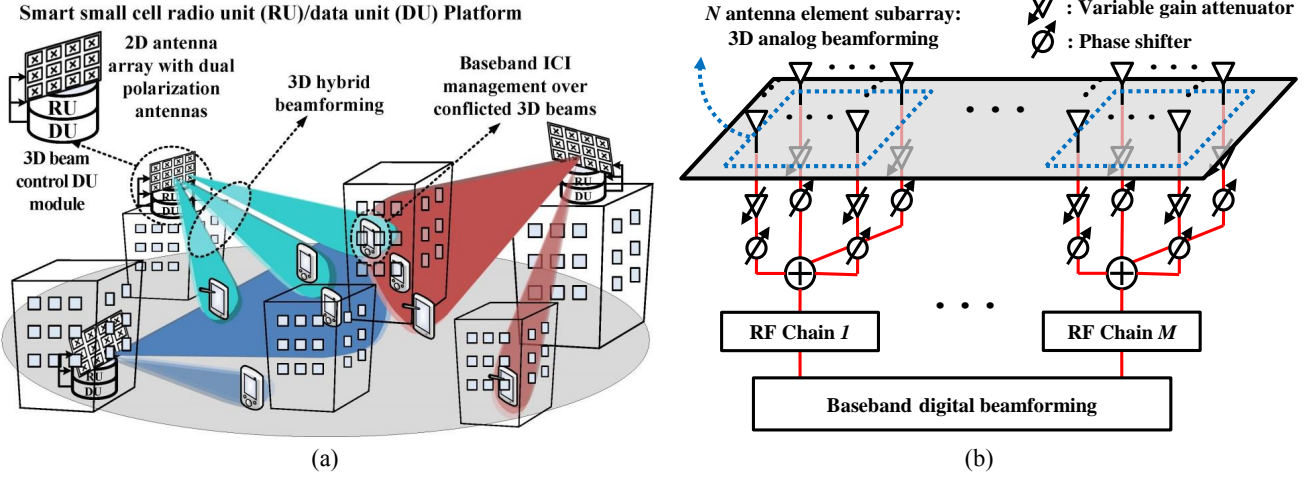 Smart small cell radio unit (RU)/data unit (DU) Platform
2D antenna
array with dual
polarization
antennas
RU
DU
3D beam
control DU
module
3D hybrid
beamforming
Baseband ICI
management over
conflicted 3D beams
RU
DU
RU
DU
RU
DU
(a)
N antenna element subarray:
3D analog beamforming
: Variable gain attenuator
: Phase shifter
RF Chain 1
RF Chain M
Baseband digital beamforming
(b)